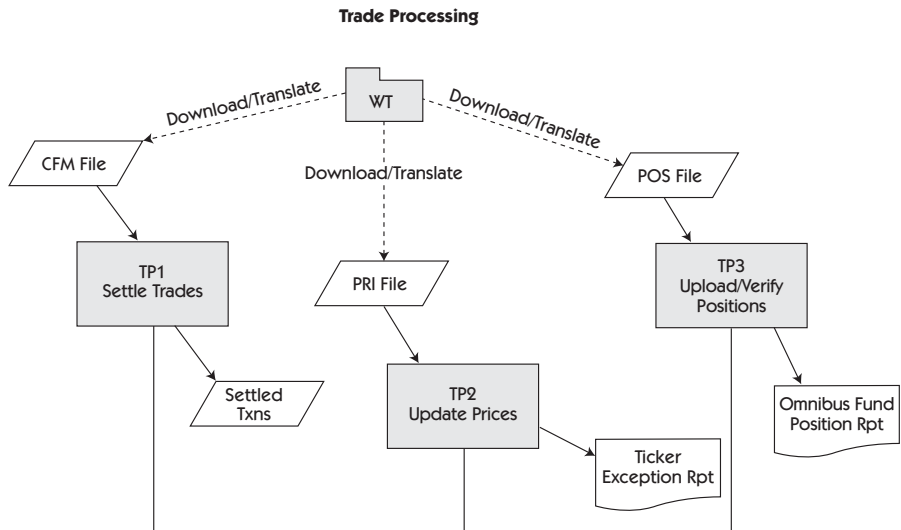 Trade Processing
WT
Download/Translate
Download/Translate
Download/Translate
CFM File
POS File
PRI File
TP1
Settle Trades
TP3
Upload/Verify
Positions
Settled
Txns
TP2
Update Prices
Omnibus Fund
Position Rpt
Ticker
Exception Rpt